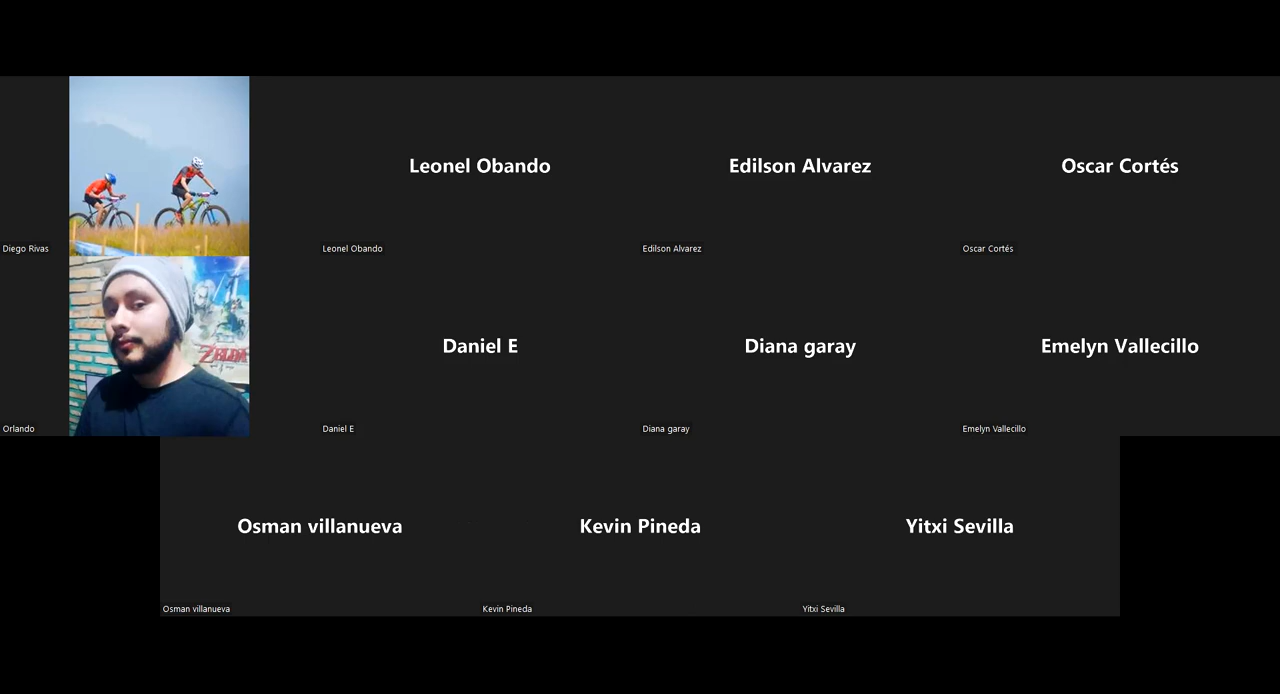 Leonel Obando
Edilson Alvarez
Oscar Cortés
Diego Rivas
Leonel Obando
Edilson Alvarez
Oscar Cortés
ZELDA
Daniel E
Diana garay
Emelyn Vallecillo
Orlando
Daniel E
Diana garay
Emelyn Vallecillo
Osman villanueva
Kevin Pineda
Yitxi Sevilla
Osman villanueva
Kevin Pineda
Yitxi Sevilla